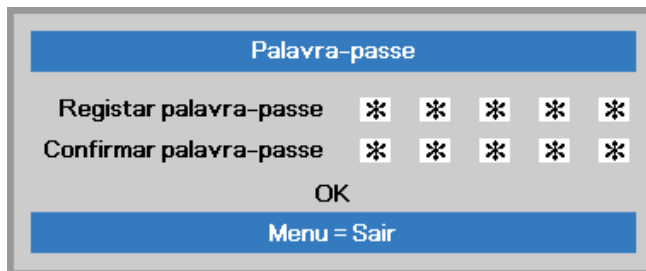 Palavra-passe
Registar palavra-passe * * * * *
Confirmar palavra-passe * * * * *
OK
Menu = Sair